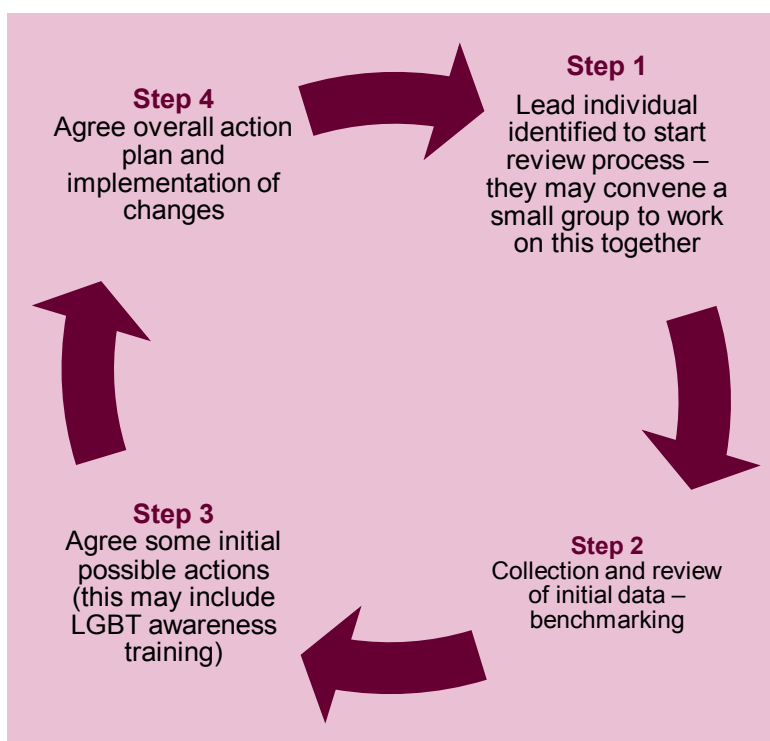 Step 1
Lead individual
identified to start
review process –
they may convene a
small group to work
on this together
Step 2
Collection and review
of initial data –
benchmarking
Step 3
Agree some initial
possible actions
(this may include
LGBT awareness
training)
Step 4
Agree overall action
plan and
implementation of
changes